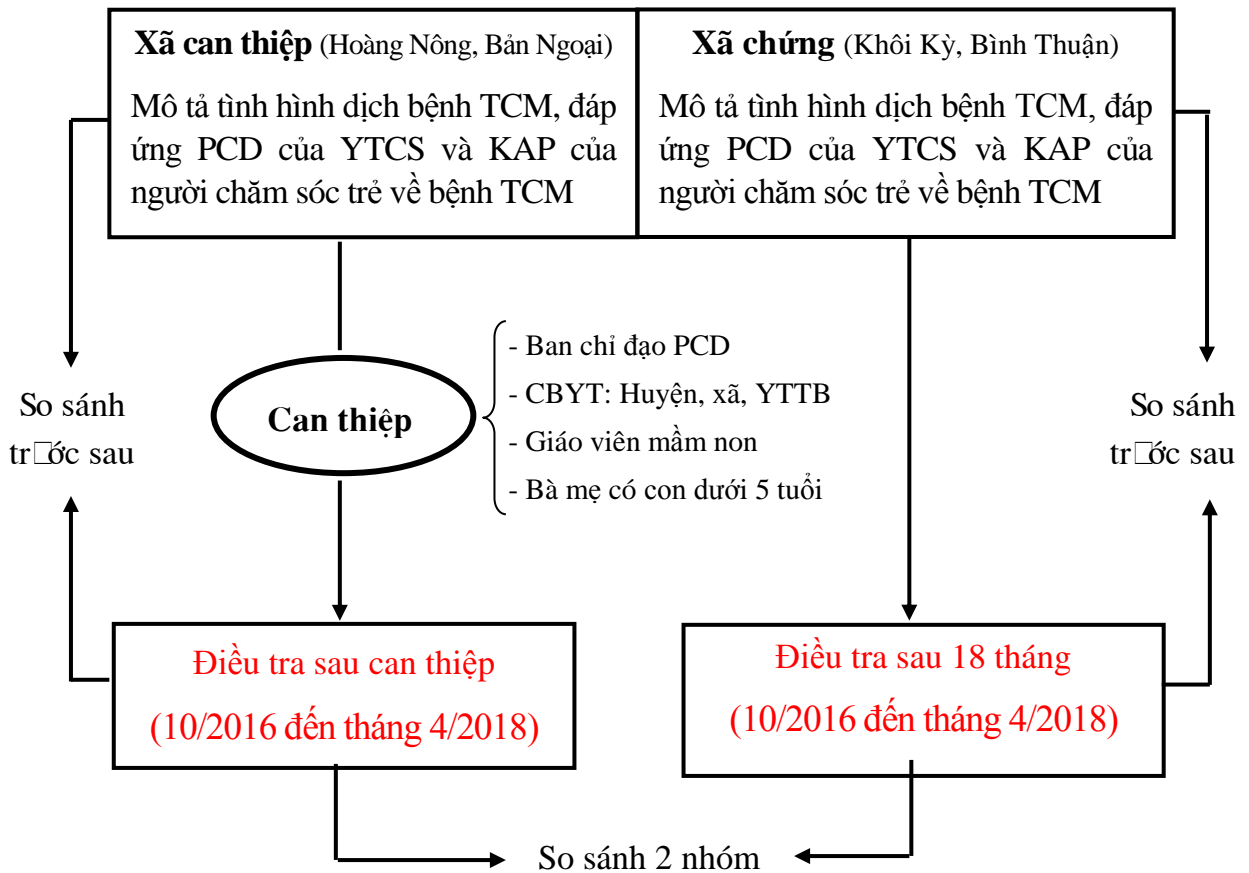 Xã can thiệp (Hoàng Nông, Bản Ngoại)
Mô tả tình hình dịch bệnh TCM, đáp
ứng PCD của YTCS và KAP của
người chăm sóc trẻ về bệnh TCM
Xã chứng (Khôi Kỳ, Bình Thuận)
Mô tả tình hình dịch bệnh TCM, đáp
ứng PCD của YTCS và KAP của
người chăm sóc trẻ về bệnh TCM
So sánh
tr□ớc sau
Can thiệp
- Ban chỉ đạo PCD
- CBYT: Huyện, xã, YTTB
- Giáo viên mầm non
- Bà mẹ có con dưới 5 tuổi
So sánh
tr□ớc sau
Điều tra sau can thiệp
(10/2016 đến tháng 4/2018)
Điều tra sau 18 tháng
(10/2016 đến tháng 4/2018)
So sánh 2 nhóm